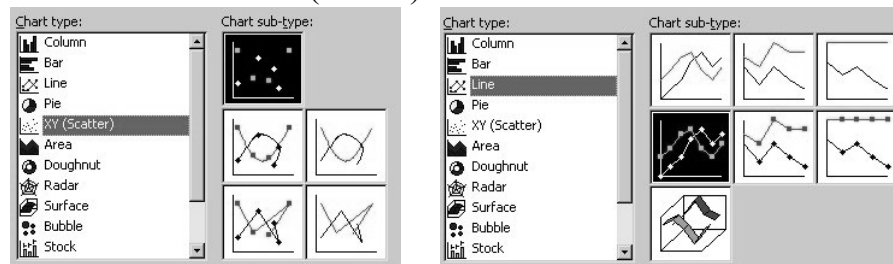 Chart type:
Column
Bar
Line
Pie
XY (Scatter)
Area
Doughnut
Radar
Surface
Bubble
Stock
Chart sub-type:
Chart type:
Column
Bar
Line
Pie
XY (Scatter)
Area
Doughnut
Radar
Surface
Bubble
Stock
Chart sub-type: